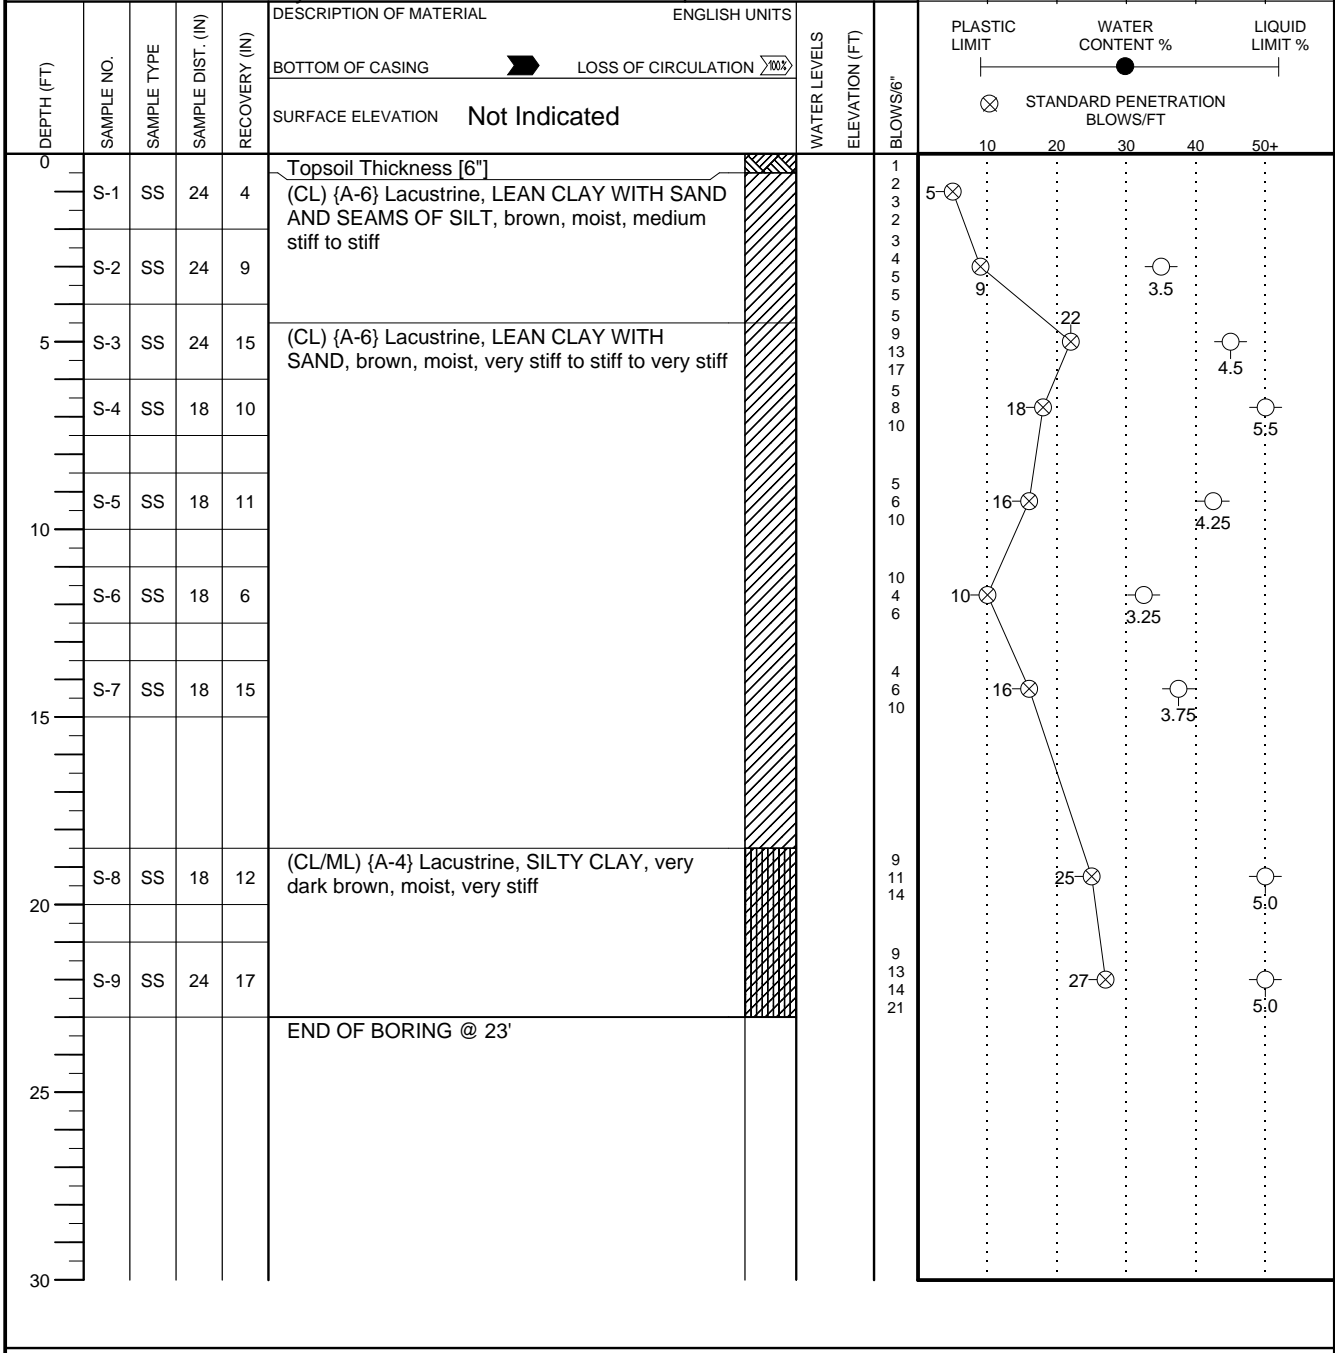 DESCRIPTION OF MATERIAL ENGLISH UNITS
BOTTOM OF CASING LOSS OF CIRCULATION 100%
SURFACE ELEVATION Not Indicated
DEPTH (FT)
SAMPLE NO.
SAMPLE TYPE
SAMPLE DIST. (IN)
RECOVERY (IN)
WATER LEVELS
ELEVATION (FT)
BLOWS/6"
PLASTIC LIMIT
WATER CONTENT %
LIQUID LIMIT %
STANDARD PENETRATION
BLOWS/FT
10 20 30 40 50+
0
Topsoil Thickness [6"]
S-1 SS 24 4
(CL) {A-6} Lacustrine, LEAN CLAY WITH SAND
AND SEAMS OF SILT, brown, moist, medium
stiff to stiff
1
2
3
2
5
S-2 SS 24 9
3
4
5
5
9
3.5
5
S-3 SS 24 15
(CL) {A-6} Lacustrine, LEAN CLAY WITH
SAND, brown, moist, very stiff to stiff to very stiff
5
9
13
17
22
4.5
S-4 SS 18 10
5
8
10
18
5.5
S-5 SS 18 11
5
6
10
16
4.25
10
S-6 SS 18 6
10
4
6
10
3.25
S-7 SS 18 15
4
6
10
16
3.75
15
S-8 SS 18 12
(CL/ML) {A-4} Lacustrine, SILTY CLAY, very
dark brown, moist, very stiff
9
11
14
25
5.0
20
S-9 SS 24 17
9
13
14
21
27
5.0
END OF BORING @ 23'
25
30